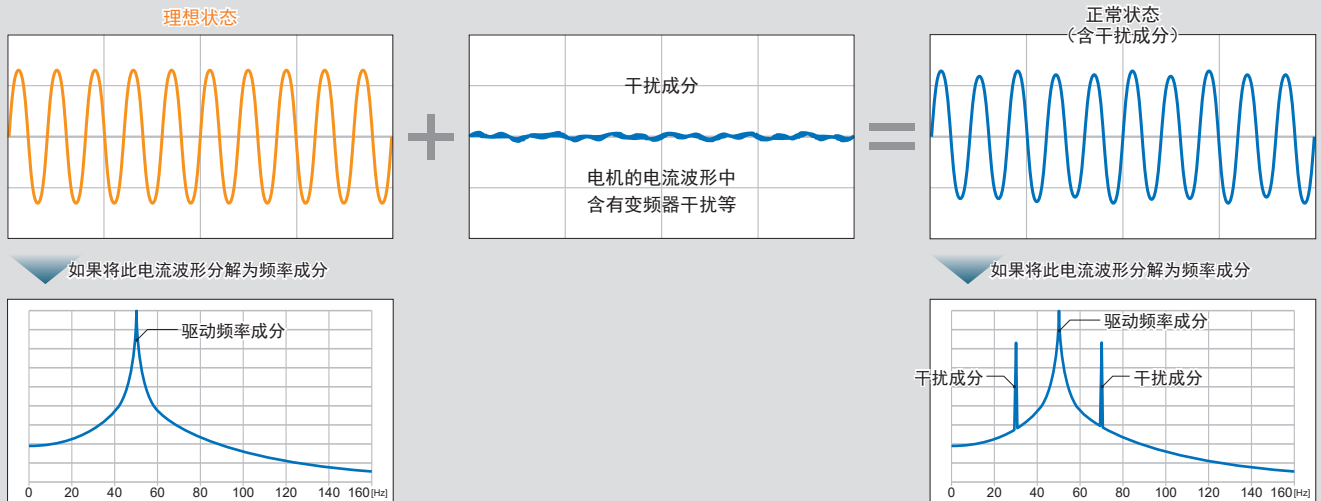 理想状态
正常状态
（含干扰成分）
干扰成分
电机的电流波形中
含有变频器干扰等
如果将此电流波形分解为频率成分
如果将此电流波形分解为频率成分
驱动频率成分
0 20 40 60 80 100 120 140 160[Hz]
驱动频率成分
干扰成分
干扰成分
0 20 40 60 80 100 120 140 160[Hz]